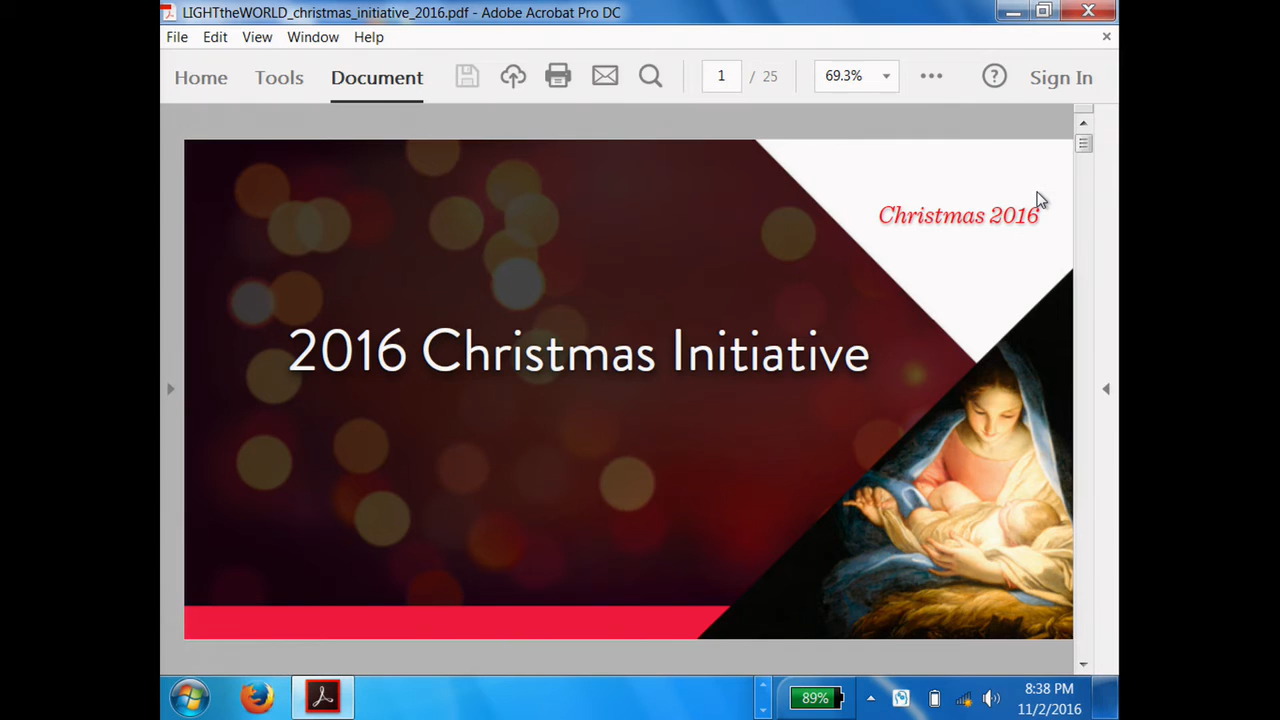 LIGHTtheWORLD_christmas_initiative_2016.pdf - Adobe Acrobat Pro DC
File Edit View Window Help
Home Tools Document 1 / 25 69.3% Sign In
Christmas 2016
2016 Christmas Initiative
89%
8:38 PM
11/2/2016